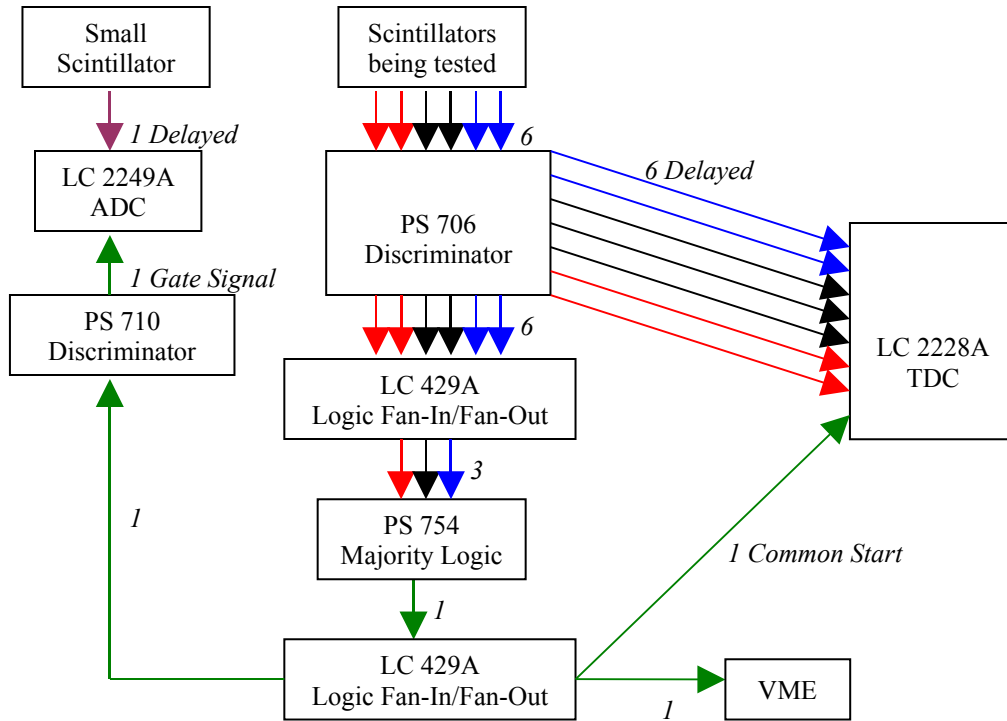 Small
Scintillator
Scintillators
being tested
1 Delayed
6
LC 2249A
ADC
6 Delayed
PS 706
Discriminator
1 Gate Signal
PS 710
Discriminator
6
LC 2228A
TDC
LC 429A
Logic Fan-In/Fan-Out
3
PS 754
Majority Logic
1
1 Common Start
1
LC 429A
Logic Fan-In/Fan-Out
VME
1